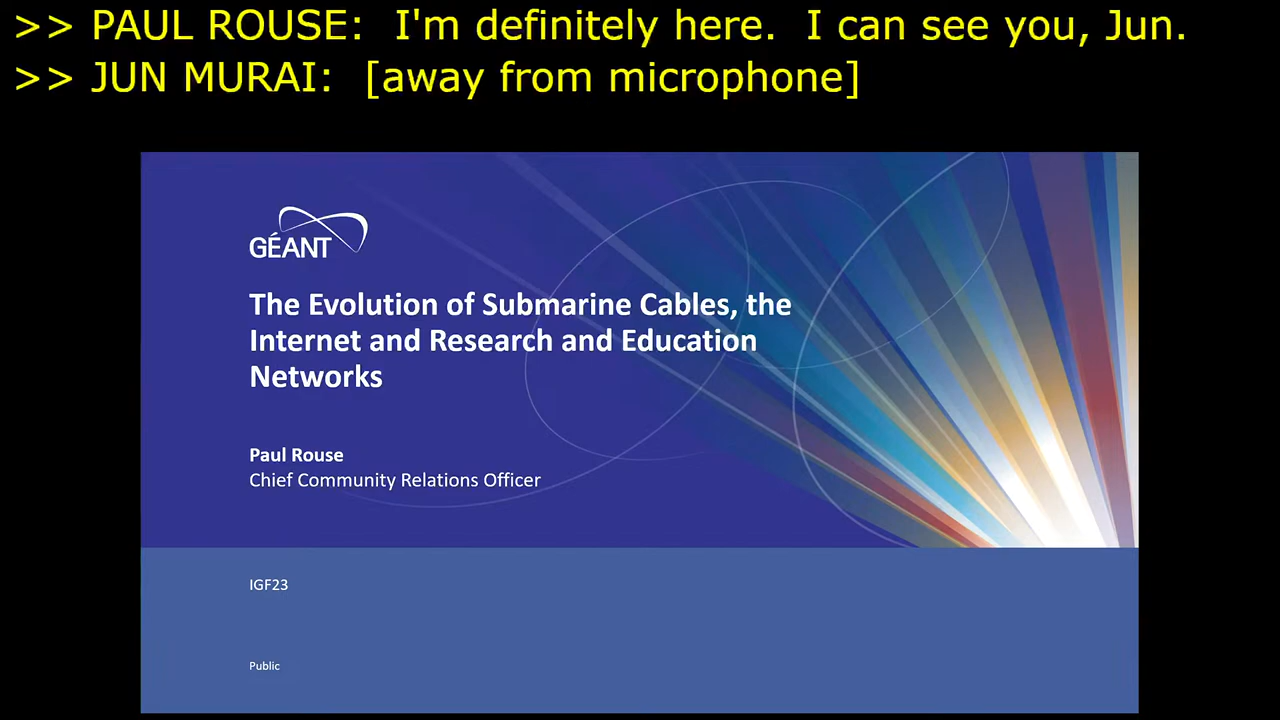 >> PAUL ROUSE:  I'm definitely here.  I can see you, Jun.
>> JUN MURAI:  [away from microphone]
GÉANT
The Evolution of Submarine Cables, the
Internet and Research and Education
Networks
Paul Rouse
Chief Community Relations Officer
IGF23
Public